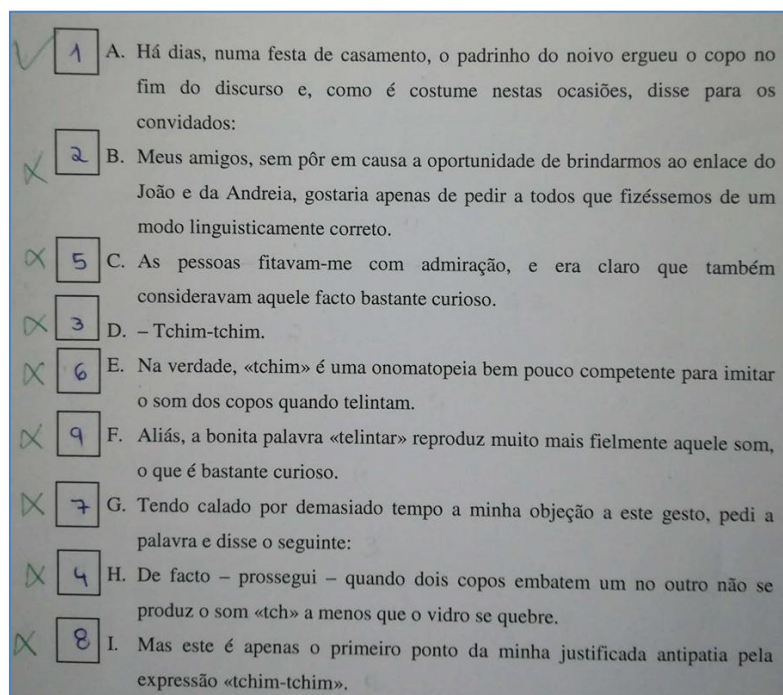 1 A. Há dias, numa festa de casamento, o padrinho do noivo ergueu o copo no
fim do discurso e, como é costume nestas ocasiões, disse para os
convidados:
2 B. Meus amigos, sem pôr em causa a oportunidade de brindarmos ao enlace do
João e da Andreia, gostaria apenas de pedir a todos que fizéssemos de um
modo linguisticamente correto.
5 C. As pessoas fitavam-me com admiração, e era claro que também
consideravam aquele facto bastante curioso.
3 D. – Tchim-tchim.
6 E. Na verdade, «tchim» é uma onomatopeia bem pouco competente para imitar
o som dos copos quando telintam.
9 F. Aliás, a bonita palavra «telintar» reproduz muito mais fielmente aquele som,
o que é bastante curioso.
7 G. Tendo calado por demasiado tempo a minha objeção a este gesto, pedi a
palavra e disse o seguinte:
4 H. De facto – prossegui – quando dois copos embatem um no outro não se
produz o som «tch» a menos que o vidro se quebre.
8 I. Mas este é apenas o primeiro ponto da minha justificada antipatia pela
expressão «tchim-tchim».